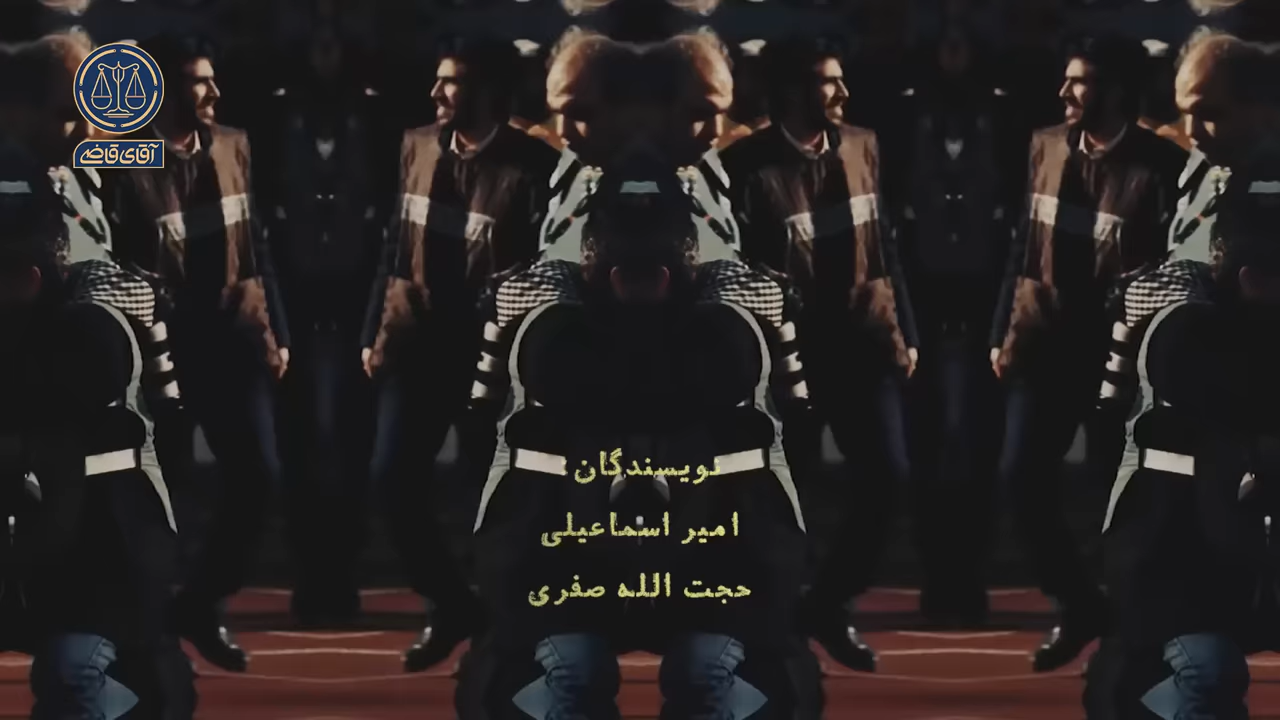 آقای قاضی
نویسندگان:
امیر اسماعیلی
حجت الله صفری